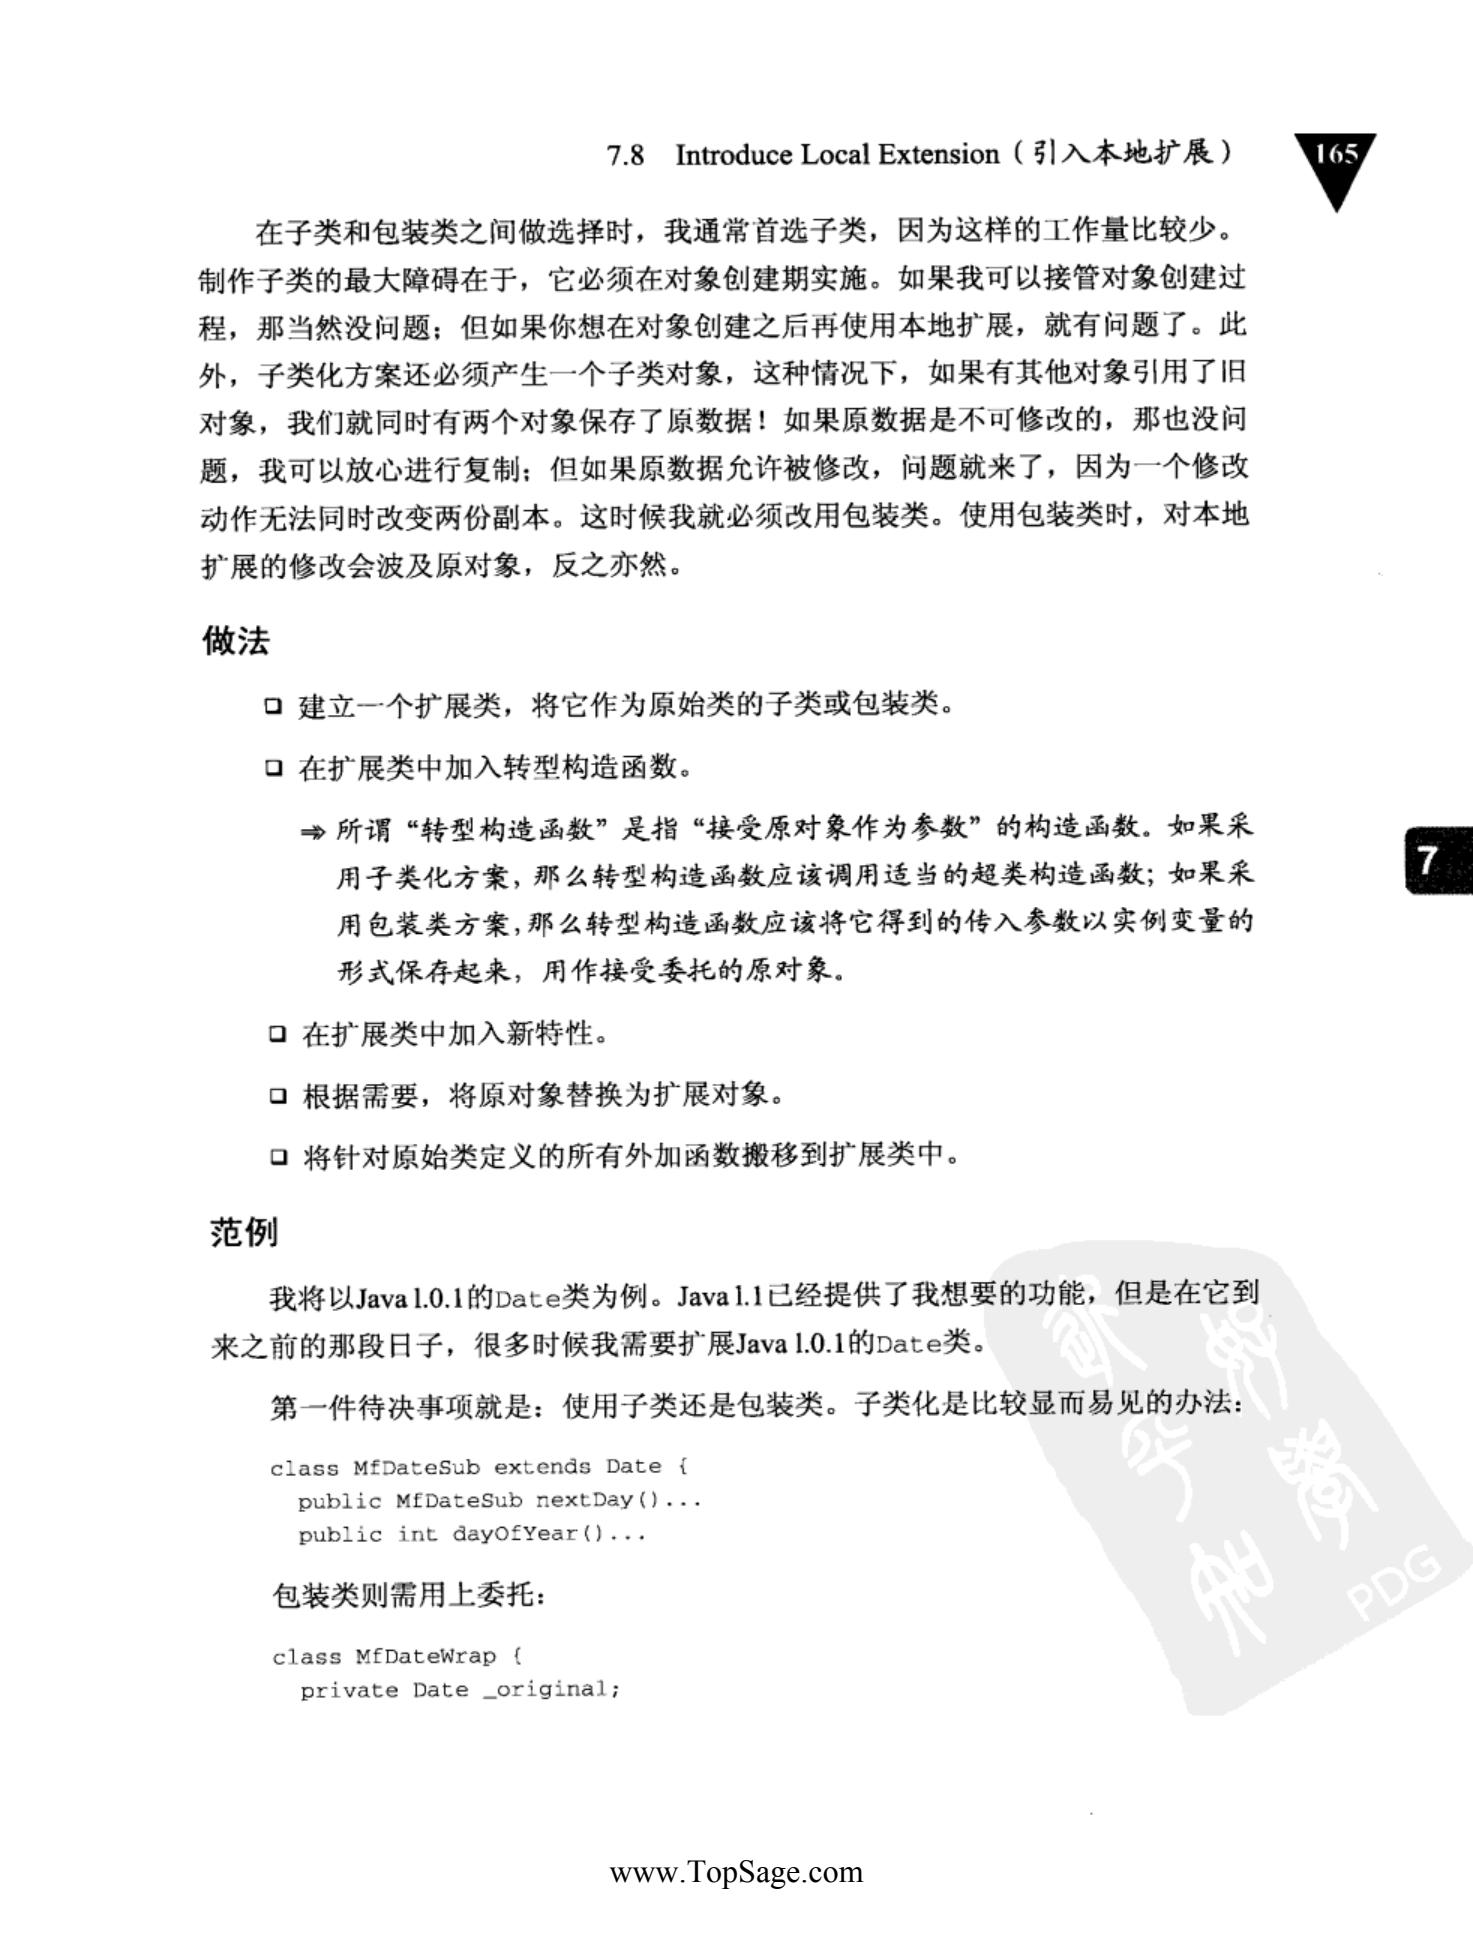 7.8 Introduce Local Extension（引入本地扩展）
165
在子类和包装类之间做选择时，我通常首选子类，因为这样的工作量比较少。
制作子类的最大障碍在于，它必须在对象创建期实施。如果我可以接管对象创建过
程，那当然没问题；但如果你想在对象创建之后再使用本地扩展，就有问题了。此
外，子类化方案还必须产生一个子类对象，这种情况下，如果有其他对象引用了旧
对象，我们就同时有两个对象保存了原数据！如果原数据是不可修改的，那也没问
题，我可以放心进行复制；但如果原数据允许被修改，问题就来了，因为一个修改
动作无法同时改变两份副本。这时候我就必须改用包装类。使用包装类时，对本地
扩展的修改会波及原对象，反之亦然。
做法
建立一个扩展类，将它作为原始类的子类或包装类。
在扩展类中加入转型构造函数。
⇒ 所谓“转型构造函数”是指“接受原对象作为参数”的构造函数。如果采
用子类化方案，那么转型构造函数应该调用适当的超类构造函数；如果采
用包装类方案，那么转型构造函数应该将它得到的传入参数以实例变量的
形式保存起来，用作接受委托的原对象。
7
在扩展类中加入新特性。
根据需要，将原对象替换为扩展对象。
将针对原始类定义的所有外加函数搬移到扩展类中。
范例
我将以Java 1.0.1的Date类为例。Java 1.1已经提供了我想要的功能，但是在它到
来之前的那段日子，很多时候我需要扩展Java 1.0.1的Date类。
第一件待决事项就是：使用子类还是包装类。子类化是比较显而易见的办法：
class MfDateSub extends Date {
public MfDateSub nextDay()...
public int dayOfYear()...
包装类则需用上委托：
class MfDateWrap {
private Date _original;
PDG
www.TopSage.com